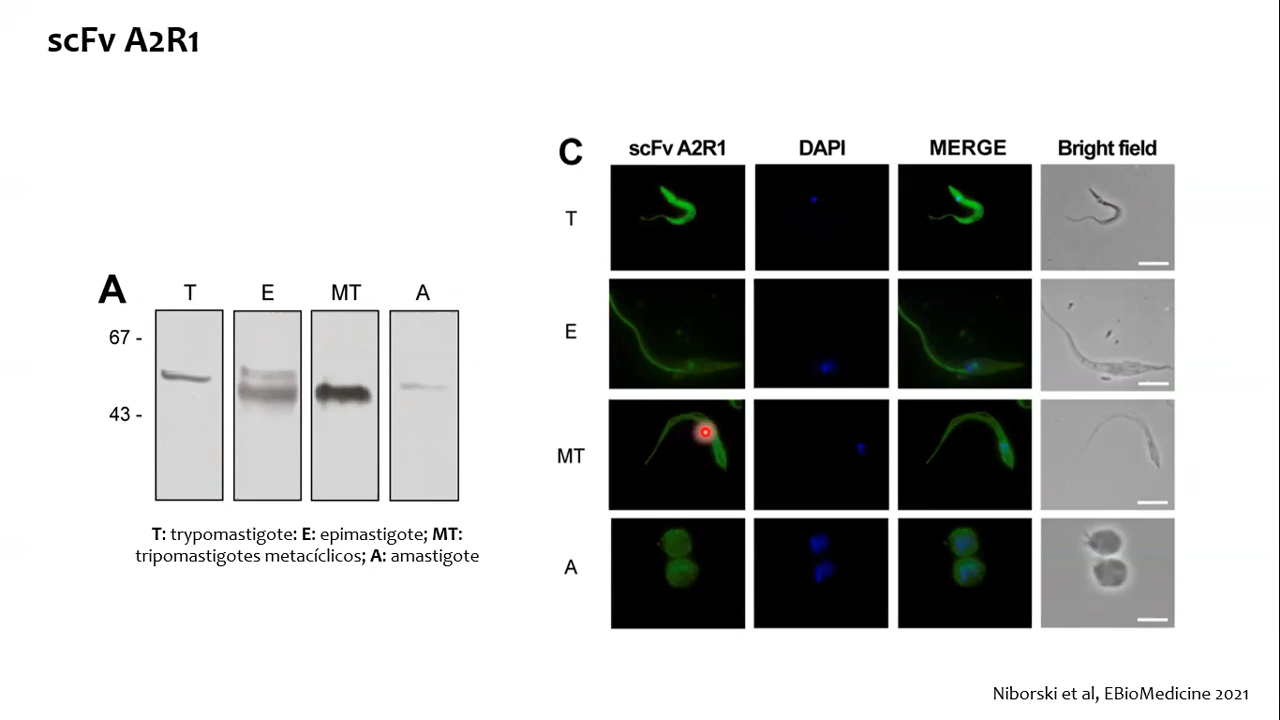 scFv A2R1
A
T E MT A
67 -
43 -
T: trypomastigote: E: epimastigote; MT:
tripomastigotes metacíclicos; A: amastigote
C
scFv A2R1 DAPI MERGE Bright field
T
E
MT
A
Niborski et al, EBioMedicine 2021